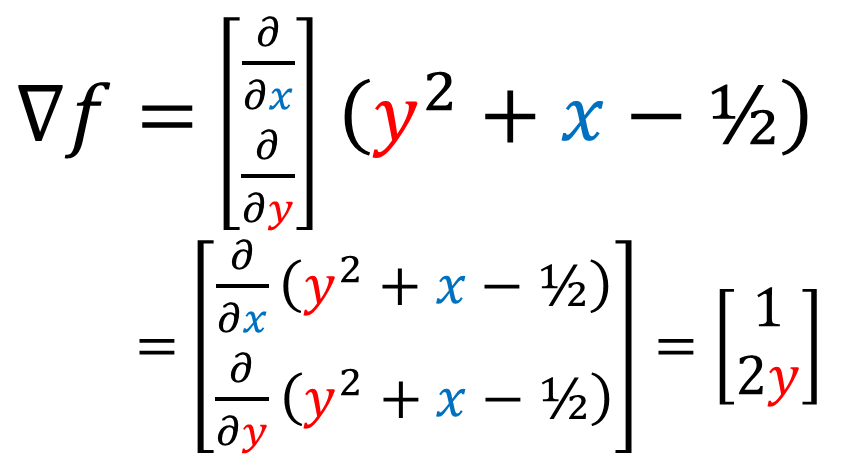 ∇f = [∂/∂x ∂/∂y] (y² + x − ½)
= [∂/∂x (y² + x − ½) ∂/∂y (y² + x − ½)] = [1 2y]